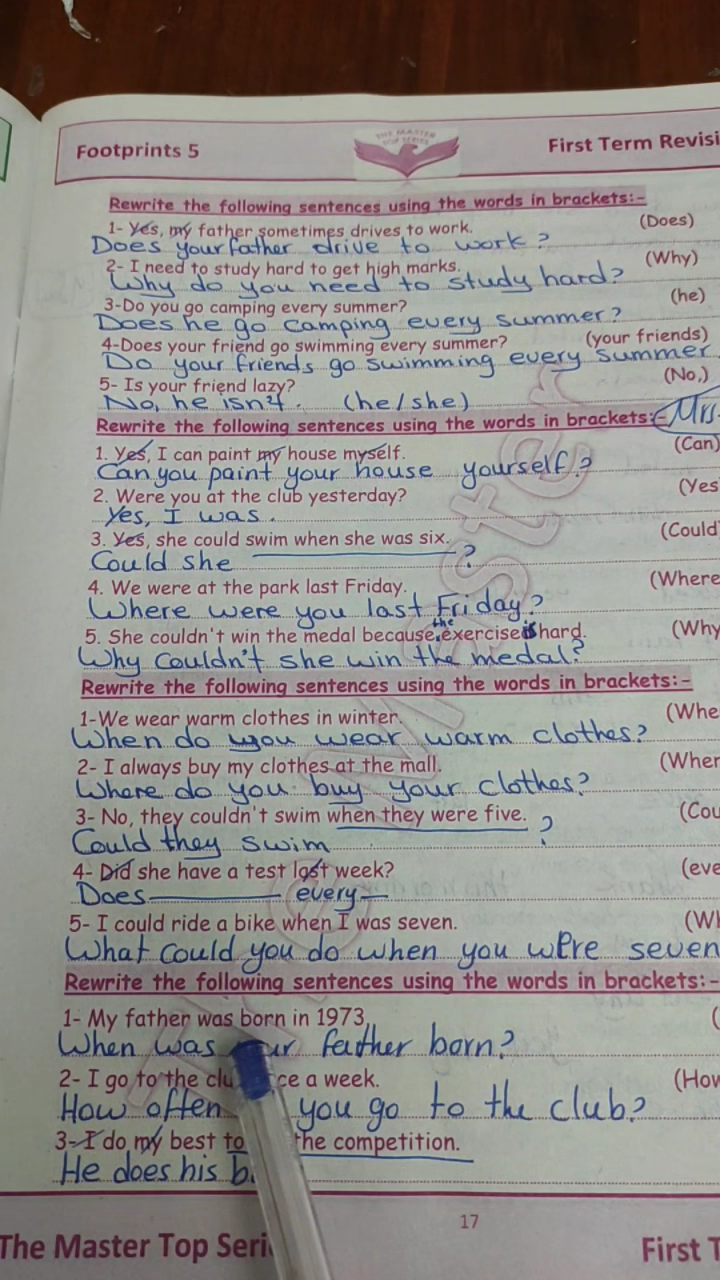 Footprints 5
THE MASTER
TOP SERIES
First Term Revisi
Rewrite the following sentences using the words in brackets:-
1- Yes, my father sometimes drives to work. (Does)
Does your father drive to work?
2- I need to study hard to get high marks. (Why)
Why do you need to study hard?
3-Do you go camping every summer? (he)
Does he go camping every summer?
4-Does your friend go swimming every summer? (your friends)
Do your friends go swimming every summer
5- Is your friend lazy? (No,)
No, he isn't. (he/she)
Rewrite the following sentences using the words in brackets:- Mrs.
1. Yes, I can paint my house myself. (Can)
Can you paint your house yourself?
2. Were you at the club yesterday? (Yes
Yes, I was.
3. Yes, she could swim when she was six. (Could
Could she ?
4. We were at the park last Friday. (Where
Where were you last Friday?
5. She couldn't win the medal because the exercise is hard. (Why
Why couldn't she win the medal?
Rewrite the following sentences using the words in brackets:-
1-We wear warm clothes in winter. (Whe
When do you wear warm clothes?
2- I always buy my clothes at the mall. (Wher
Where do you buy your clothes?
3- No, they couldn't swim when they were five. (Cou
Could they swim ?
4- Did she have a test last week? (eve
Does every
5- I could ride a bike when I was seven. (Wh
What could you do when you were seven
Rewrite the following sentences using the words in brackets:-
1- My father was born in 1973. (
When was father born?
2- I go to the a week. (How
How often you go to the club?
3- I do my best to the competition.
He does his
17
The Master Top Seri
First T